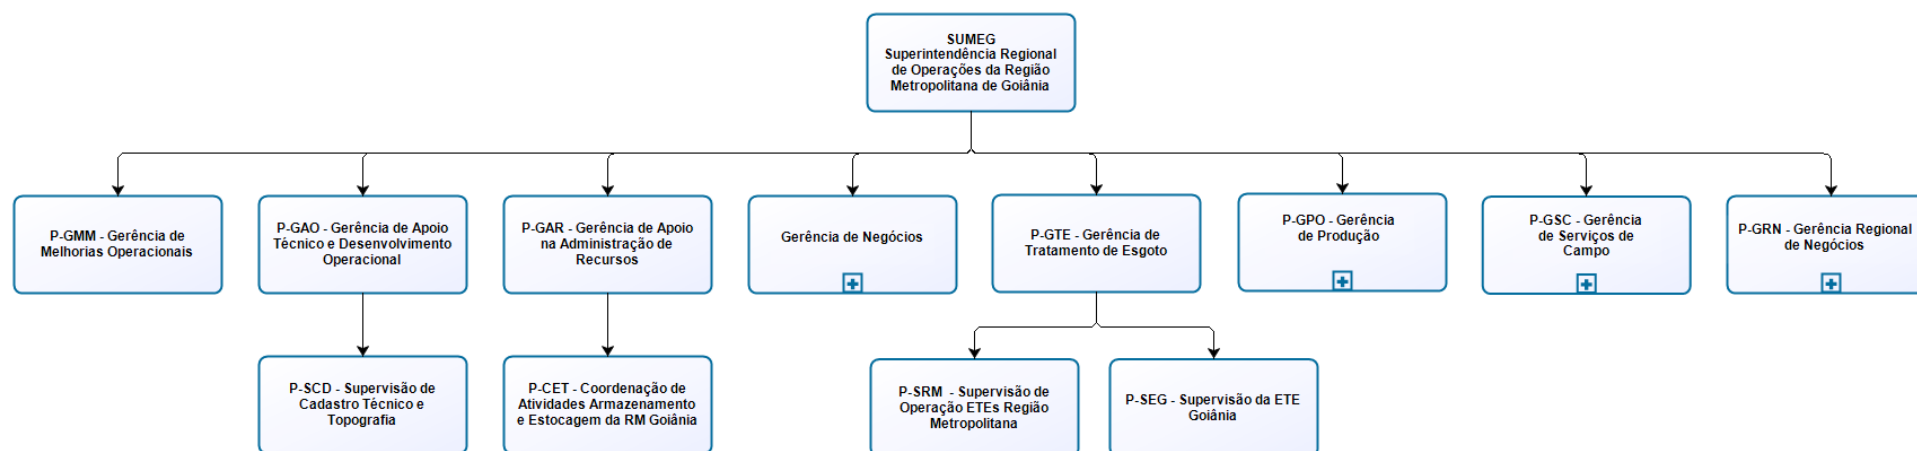 SUMEG
Superintendência Regional
de Operações da Região
Metropolitana de Goiânia
P-GMM - Gerência de
Melhorias Operacionais
P-GAO - Gerência de Apoio
Técnico e Desenvolvimento
Operacional
P-GAR - Gerência de Apoio
na Administração de
Recursos
Gerência de Negócios
P-GTE - Gerência de
Tratamento de Esgoto
P-GPO - Gerência
de Produção
P-GSC - Gerência
de Serviços de
Campo
P-GRN - Gerência Regional
de Negócios
P-SCD - Supervisão de
Cadastro Técnico e
Topografia
P-CET - Coordenação de
Atividades Armazenamento
e Estocagem da RM Goiânia
P-SRM - Supervisão de
Operação ETEs Região
Metropolitana
P-SEG - Supervisão da ETE
Goiânia